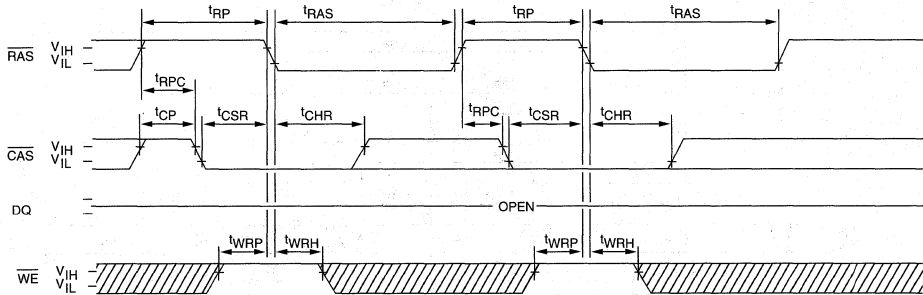 tRP tRAS tRP tRAS
RAS VIH
VIL
tRPC
tCP tCSR tCHR tRPC tCSR tCHR
CAS VIH
VIL
DQ OPEN
tWRP tWRH tWRP tWRH
WE VIH
VIL